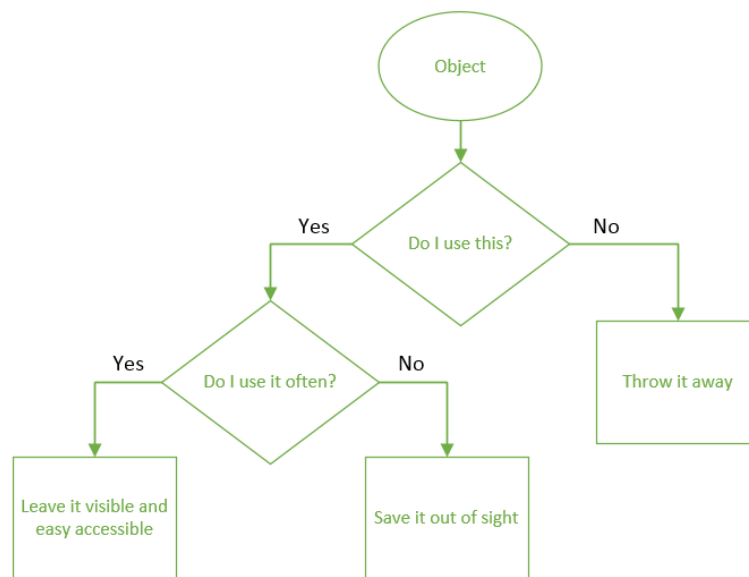 Object
Do I use this?
Yes
No
Do I use it often?
Throw it away
Yes
No
Leave it visible and
easy accessible
Save it out of sight